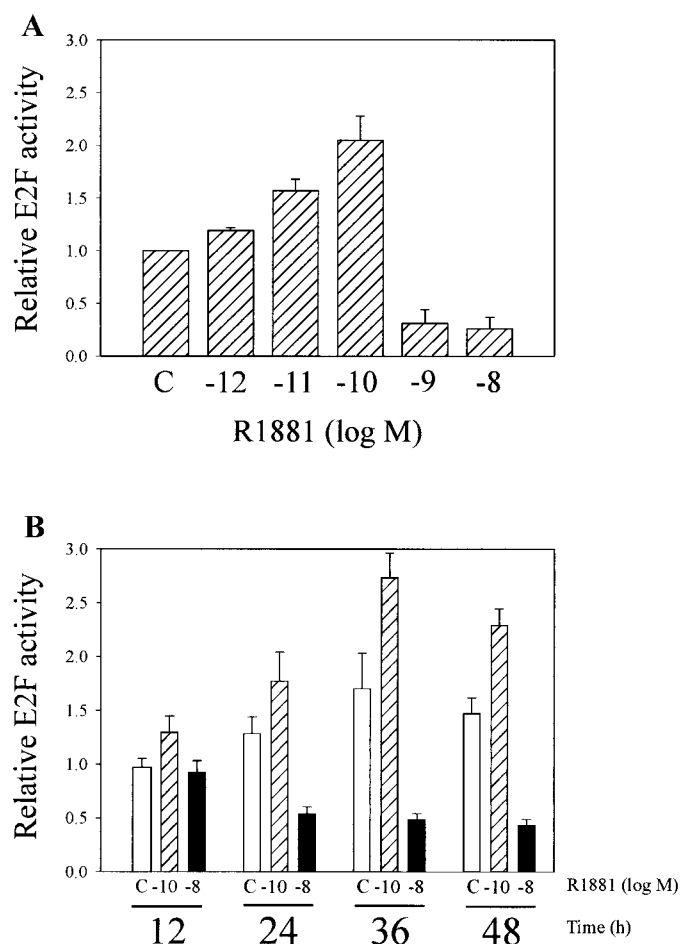 A
3.0
2.5
2.0
1.5
1.0
0.5
0.0
Relative E2F activity
C -12 -11 -10 -9 -8
R1881 (log M)
B
3.0
2.5
2.0
1.5
1.0
0.5
0.0
Relative E2F activity
C -10 -8 C -10 -8 C -10 -8 C -10 -8 R1881 (log M)
12 24 36 48 Time (h)